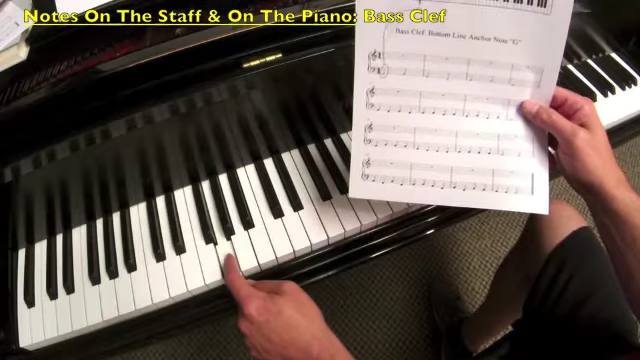 Notes On The Staff & On The Piano: Bass Clef
Bass Clef: Bottom Line Anchor Note "G"